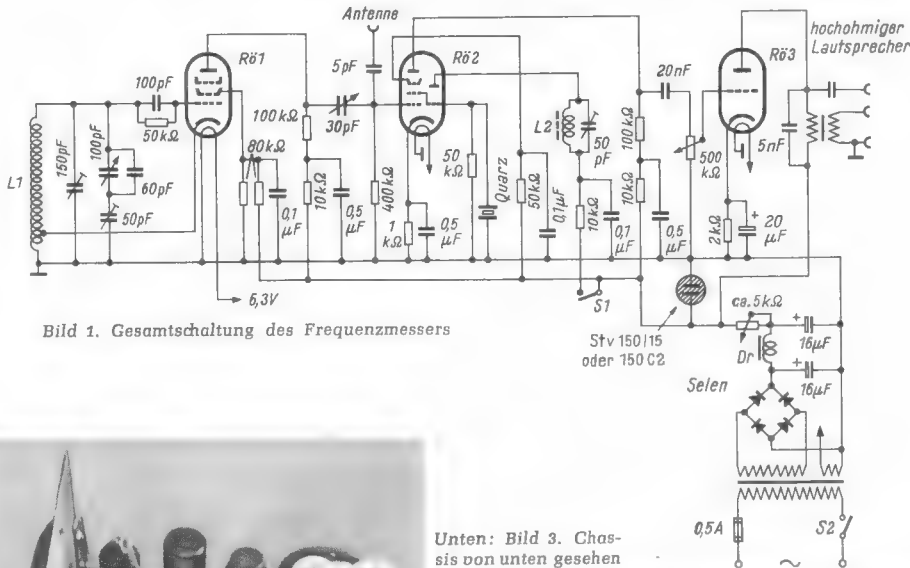 Antenne
hochohmiger
Lautsprecher
Rö1
Rö2
Rö3
100pF
50kΩ
5pF
30pF
20nF
150pF
100pF
60pF
50pF
L1
80kΩ
100kΩ
10kΩ
0,1
µF
0,5
µF
400kΩ
1
kΩ
0,5
µF
50
kΩ
Quarz
50kΩ
0,1µF
L2
50
pF
10kΩ
0,1
µF
S1
100kΩ
10kΩ
0,5
µF
500
kΩ
5nF
2kΩ
+
20
µF
6,3V
Bild 1. Gesamtschaltung des Frequenzmessers
Stv 150/15
oder 150 C2
ca. 5kΩ
+
16µF
Dr
+
16µF
Selen
0,5A
S2
~
Unten: Bild 3. Chas-
sis von unten gesehen